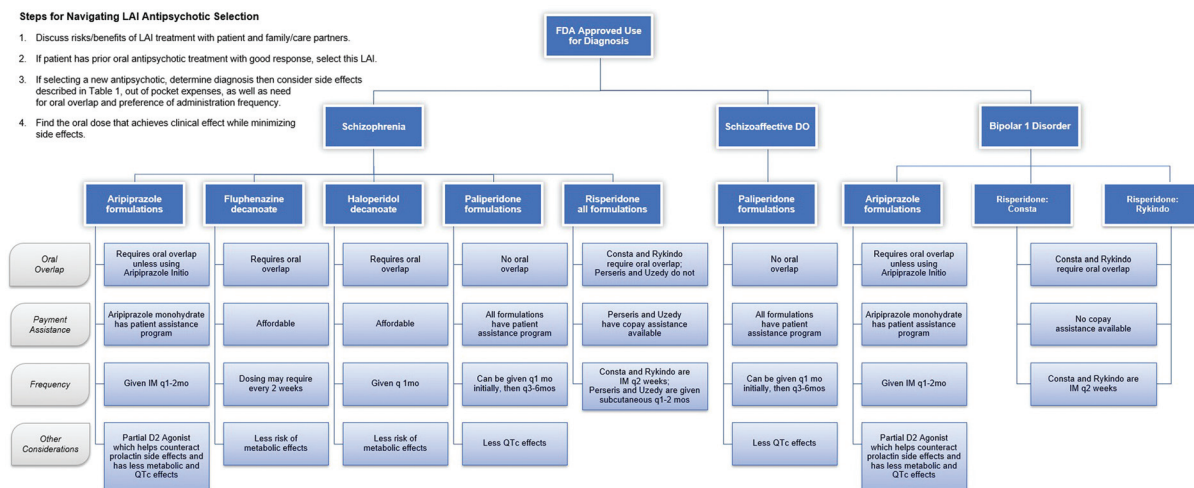 Steps for Navigating LAI Antipsychotic Selection
1. Discuss risks/benefits of LAI treatment with patient and family/care partners.
2. If patient has prior oral antipsychotic treatment with good response, select this LAI.
3. If selecting a new antipsychotic, determine diagnosis then consider side effects
described in Table 1, out of pocket expenses, as well as need
for oral overlap and preference of administration frequency.
4. Find the oral dose that achieves clinical effect while minimizing
side effects.
FDA Approved Use
for Diagnosis
Schizophrenia
Schizoaffective DO
Bipolar 1 Disorder
Aripiprazole
formulations
Fluphenazine
decanoate
Haloperidol
decanoate
Paliperidone
formulations
Risperidone
all formulations
Paliperidone
formulations
Aripiprazole
formulations
Risperidone:
Consta
Risperidone:
Rykindo
Oral
Overlap
Requires oral overlap
unless using
Aripiprazole Initio
Requires oral
overlap
Requires oral
overlap
No oral
overlap
Consta and Rykindo
require oral overlap;
Perseris and Uzedy do not
No oral
overlap
Requires oral overlap
unless using
Aripiprazole Initio
Consta and Rykindo
require oral overlap
Payment
Assistance
Aripiprazole monohydrate
has patient assistance
program
Affordable
Affordable
All formulations
have patient
assistance program
Perseris and Uzedy
have copay assistance
available
All formulations
have patient
assistance program
Aripiprazole monohydrate
has patient assistance
program
No copay
assistance available
Frequency
Given IM q1-2mo
Dosing may require
every 2 weeks
Given q 1mo
Can be given q1 mo
initially, then q3-6mos
Consta and Rykindo are
IM q2 weeks;
Perseris and Uzedy are given
subcutaneous q1-2 mos
Can be given q1 mo
initially, then q3-6mos
Given IM q1-2mo
Consta and Rykindo are
IM q2 weeks
Other
Considerations
Partial D2 Agonist
which helps counteract
prolactin side effects and
has less metabolic and
QTc effects
Less risk of
metabolic effects
Less risk of
metabolic effects
Less QTc effects
Less QTc effects
Partial D2 Agonist
which helps counteract
prolactin side effects and
has less metabolic and
QTc effects